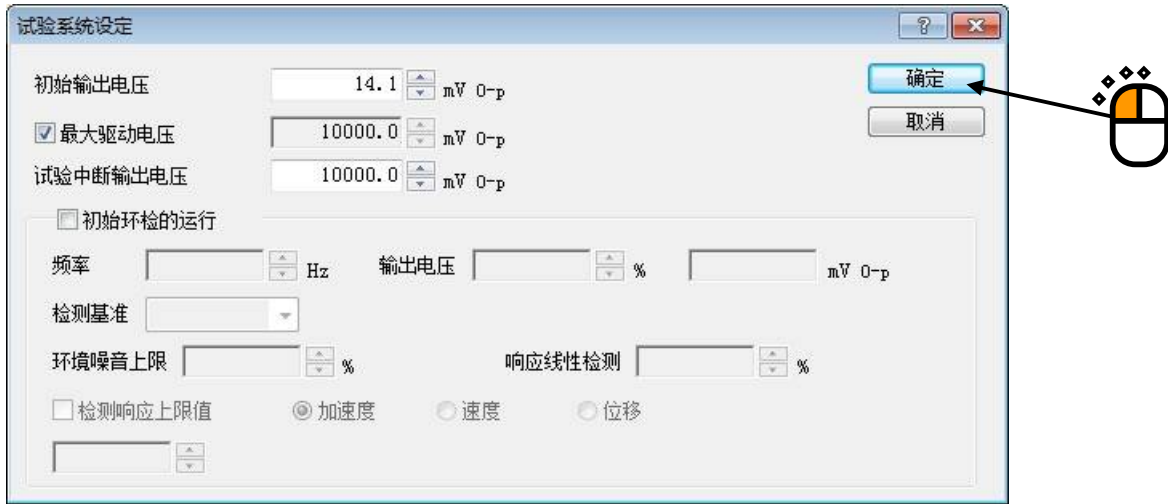 试验系统设定
初始输出电压 14.1 mV 0-p 确定
最大驱动电压 10000.0 mV 0-p 取消
试验中断输出电压 10000.0 mV 0-p
初始环检的运行
频率 Hz 输出电压 % mV 0-p
检测基准
环境噪音上限 % 响应线性检测 %
检测响应上限值 加速度 速度 位移